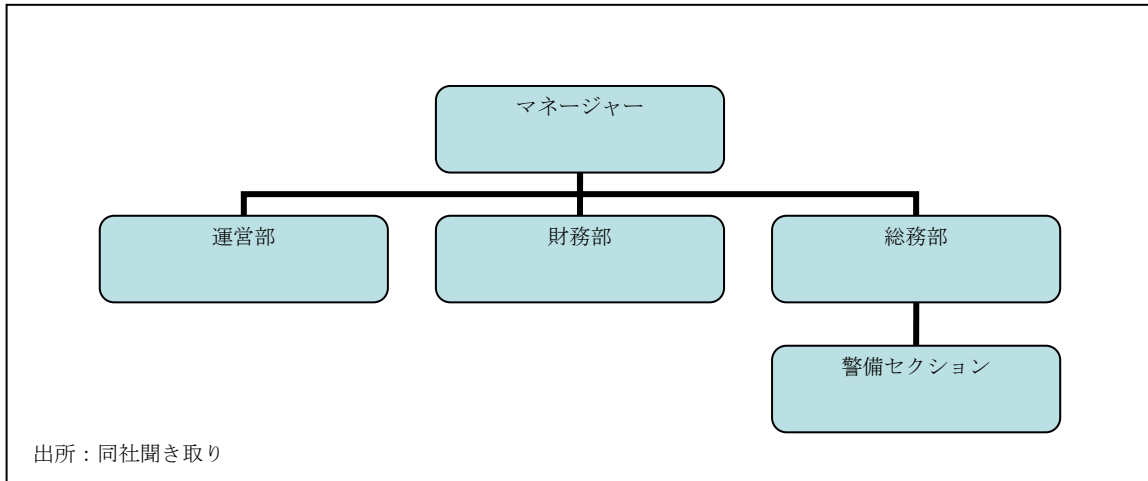 マネージャー
運営部
財務部
総務部
警備セクション
出所：同社聞き取り